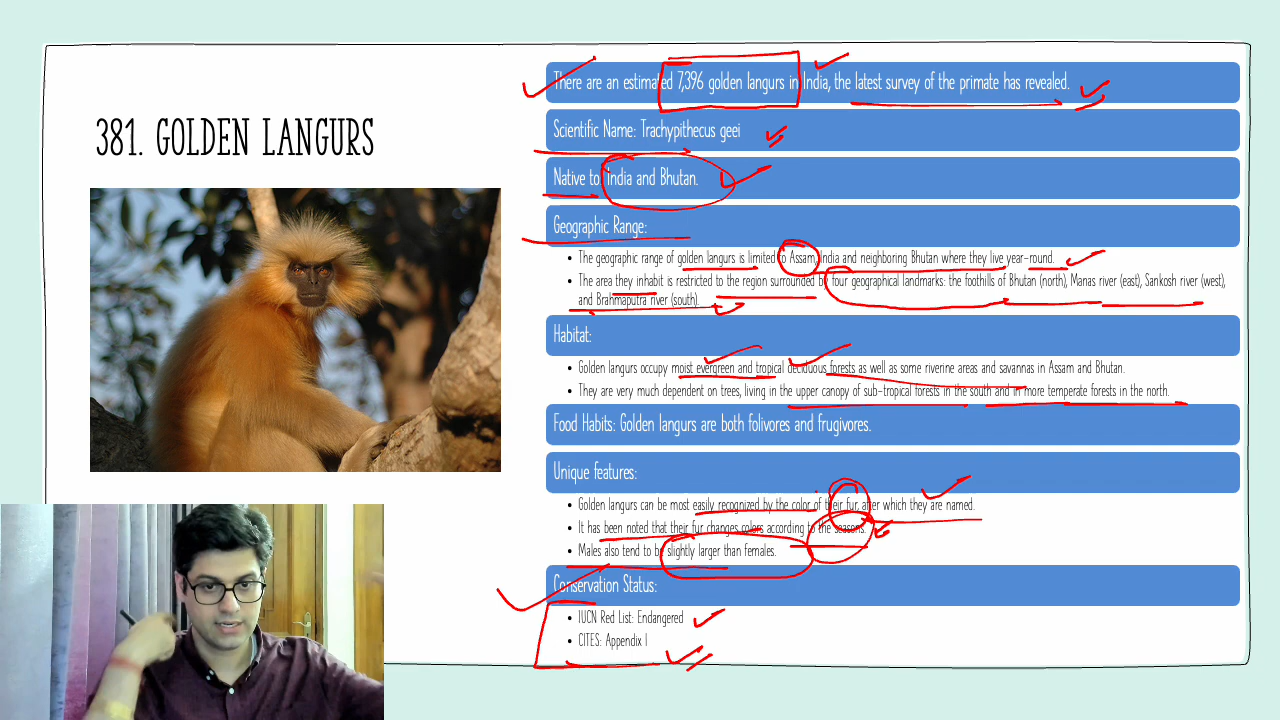 381. GOLDEN LANGURS
There are an estimated 7,396 golden langurs in India, the latest survey of the primate has revealed.
Scientific Name: Trachypithecus geei
Native to India and Bhutan.
Geographic Range:
• The geographic range of golden langurs is limited to Assam, India and neighboring Bhutan where they live year-round.
• The area they inhabit is restricted to the region surrounded by four geographical landmarks: the foothills of Bhutan (north), Manas river (east), Sankosh river (west),
and Brahmaputra river (south).
Habitat:
• Golden langurs occupy moist evergreen and tropical deciduous forests as well as some riverine areas and savannas in Assam and Bhutan.
• They are very much dependent on trees, living in the upper canopy of sub-tropical forests in the south and in more temperate forests in the north.
Food Habits: Golden langurs are both folivores and frugivores.
Unique features:
• Golden langurs can be most easily recognized by the color of their fur, after which they are named.
• It has been noted that their fur changes colors according to the seasons.
• Males also tend to be slightly larger than females.
Conservation Status:
• IUCN Red List: Endangered
• CITES: Appendix I